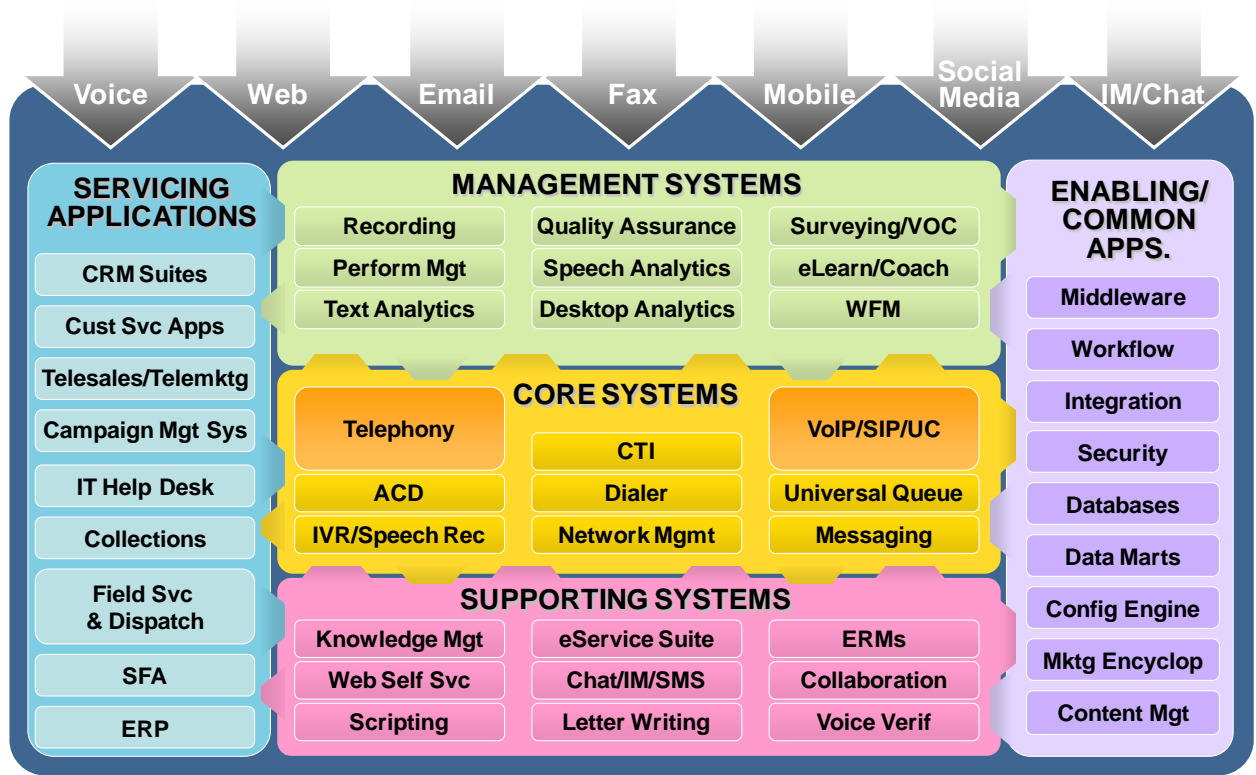 Voice
Web
Email
Fax
Mobile
Social
Media
IM/Chat
SERVICING
APPLICATIONS
CRM Suites
Cust Svc Apps
Telesales/Telemktg
Campaign Mgt Sys
IT Help Desk
Collections
Field Svc
& Dispatch
SFA
ERP
MANAGEMENT SYSTEMS
Recording
Quality Assurance
Surveying/VOC
Perform Mgt
Speech Analytics
eLearn/Coach
Text Analytics
Desktop Analytics
WFM
CORE SYSTEMS
Telephony
CTI
VoIP/SIP/UC
ACD
Dialer
Universal Queue
IVR/Speech Rec
Network Mgmt
Messaging
SUPPORTING SYSTEMS
Knowledge Mgt
eService Suite
ERMs
Web Self Svc
Chat/IM/SMS
Collaboration
Scripting
Letter Writing
Voice Verif
ENABLING/
COMMON
APPS.
Middleware
Workflow
Integration
Security
Databases
Data Marts
Config Engine
Mktg Encyclop
Content Mgt